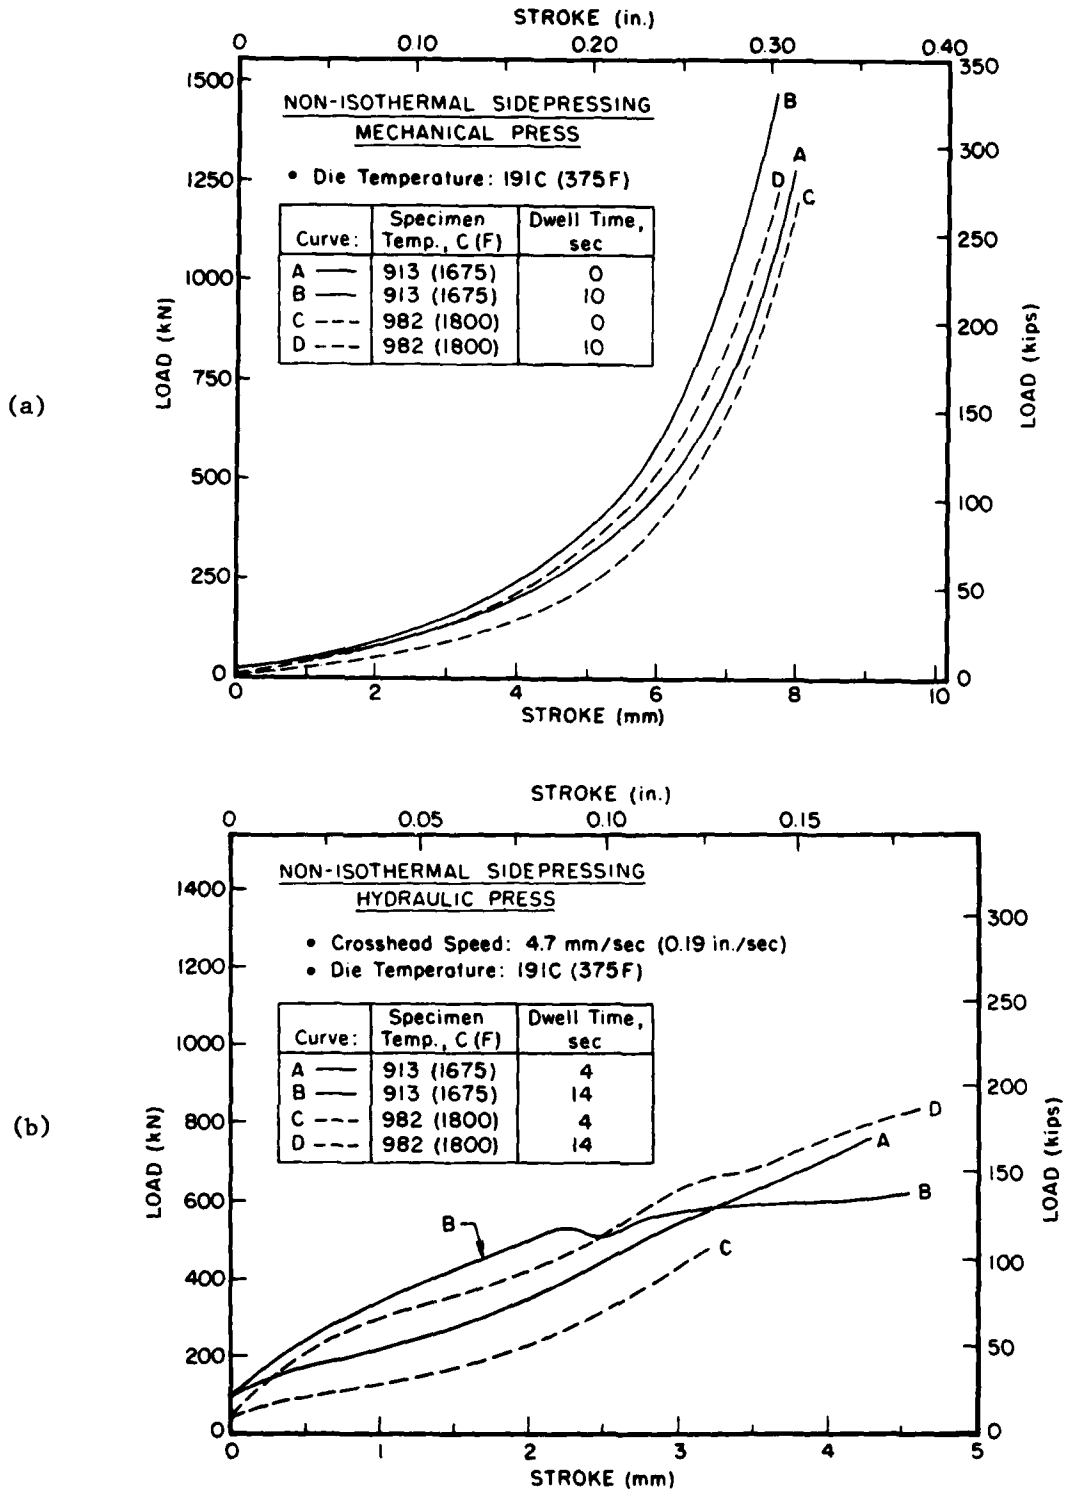 STROKE (in.)
0 0.10 0.20 0.30 0.40
NON-ISOTHERMAL SIDEPRESSING
MECHANICAL PRESS
• Die Temperature: 191C (375F)
Curve: Specimen Temp., C (F) Dwell Time, sec
A 913 (1675) 0
B 913 (1675) 10
C 982 (1800) 0
D 982 (1800) 10
B
A
D
C
1500
1250
1000
750
500
250
0
LOAD (kN)
350
300
250
200
150
100
50
0
LOAD (kips)
(a)
0 2 4 6 8 10
STROKE (mm)
STROKE (in.)
0 0.05 0.10 0.15
NON-ISOTHERMAL SIDEPRESSING
HYDRAULIC PRESS
• Crosshead Speed: 4.7 mm/sec (0.19 in./sec)
• Die Temperature: 191C (375F)
Curve: Specimen Temp., C (F) Dwell Time, sec
A 913 (1675) 4
B 913 (1675) 14
C 982 (1800) 4
D 982 (1800) 14
D
A
B
B
C
1400
1200
1000
800
600
400
200
0
LOAD (kN)
300
250
200
150
100
50
0
LOAD (kips)
(b)
0 1 2 3 4 5
STROKE (mm)